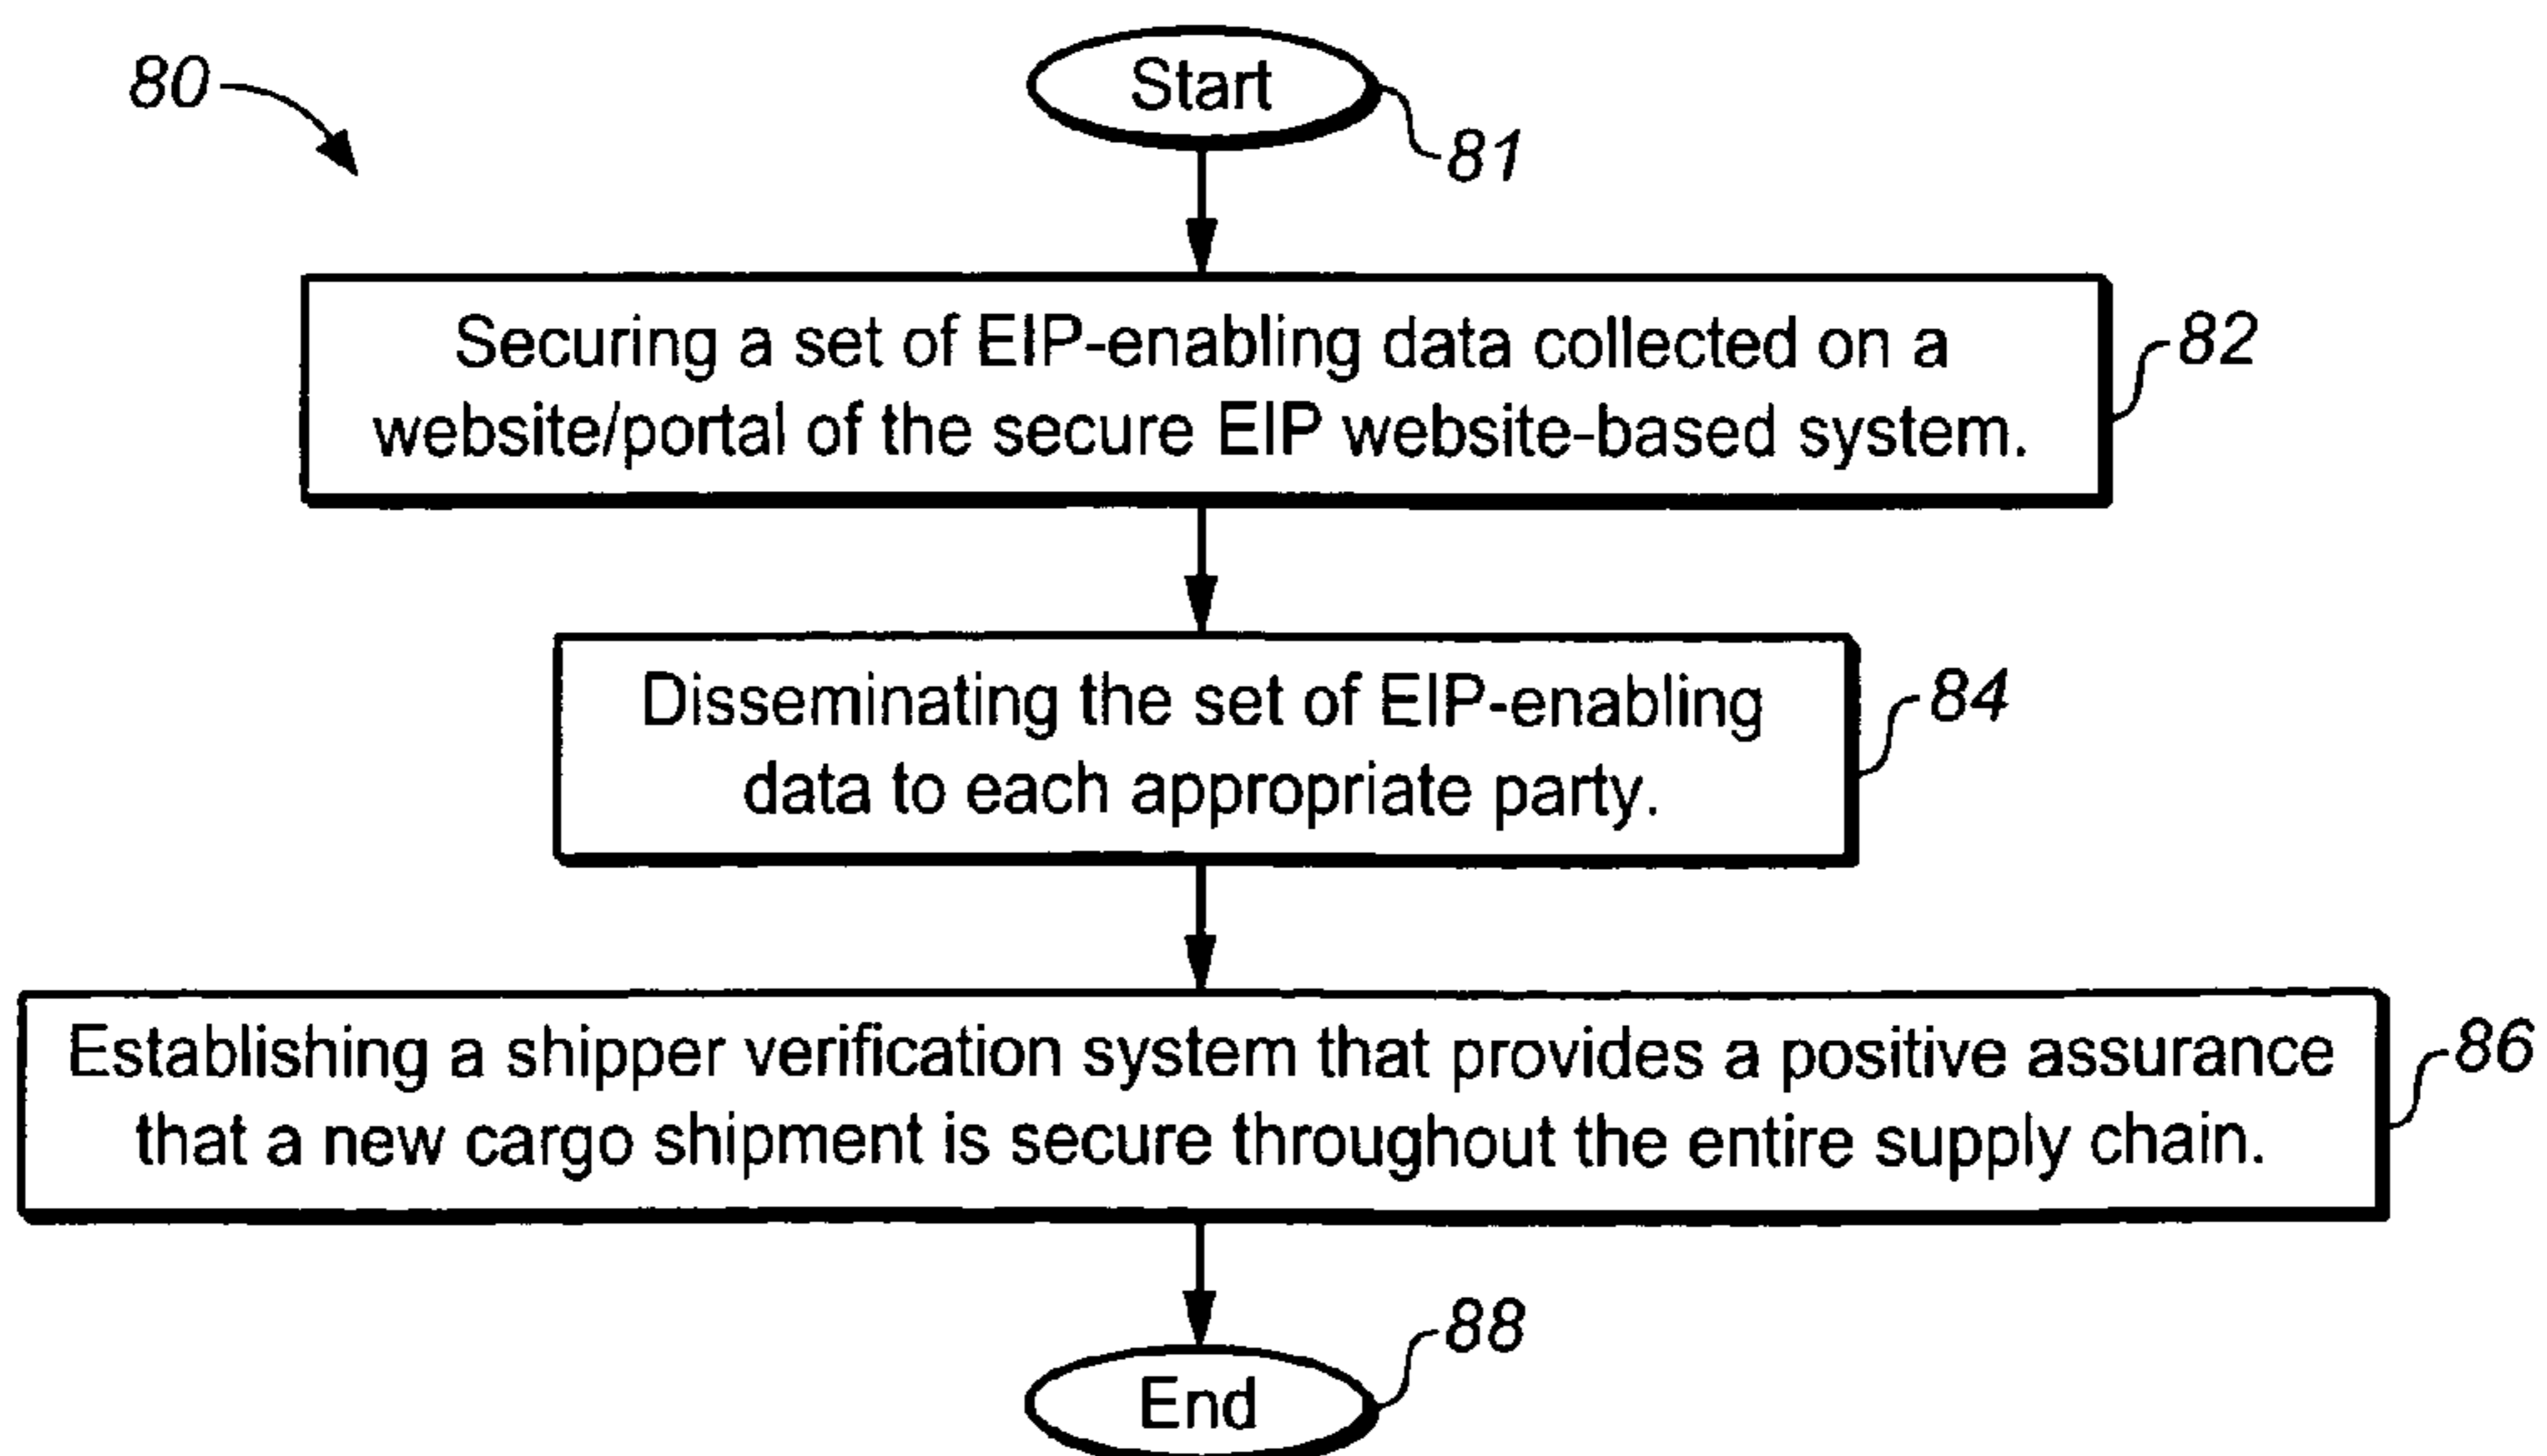 80
Start
81
Securing a set of EIP-enabling data collected on a
website/portal of the secure EIP website-based system.
82
Disseminating the set of EIP-enabling
data to each appropriate party.
84
Establishing a shipper verification system that provides a positive assurance
that a new cargo shipment is secure throughout the entire supply chain.
86
88
End